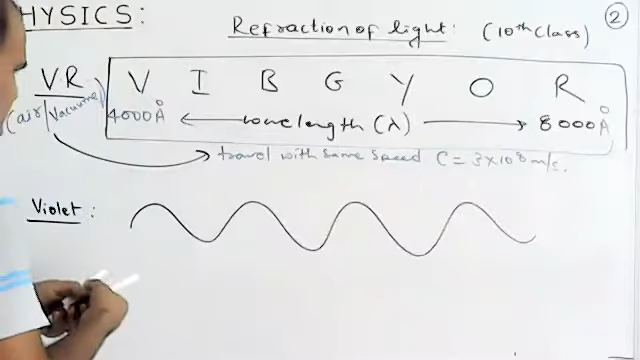 HYSICS:
Refraction of light: (10th Class)
2
VR V I B G Y O R
(air/Vacuume) 4000Å wavelength (λ) 8000Å
travel with same speed C = 3×10⁸ m/s.
Violet: